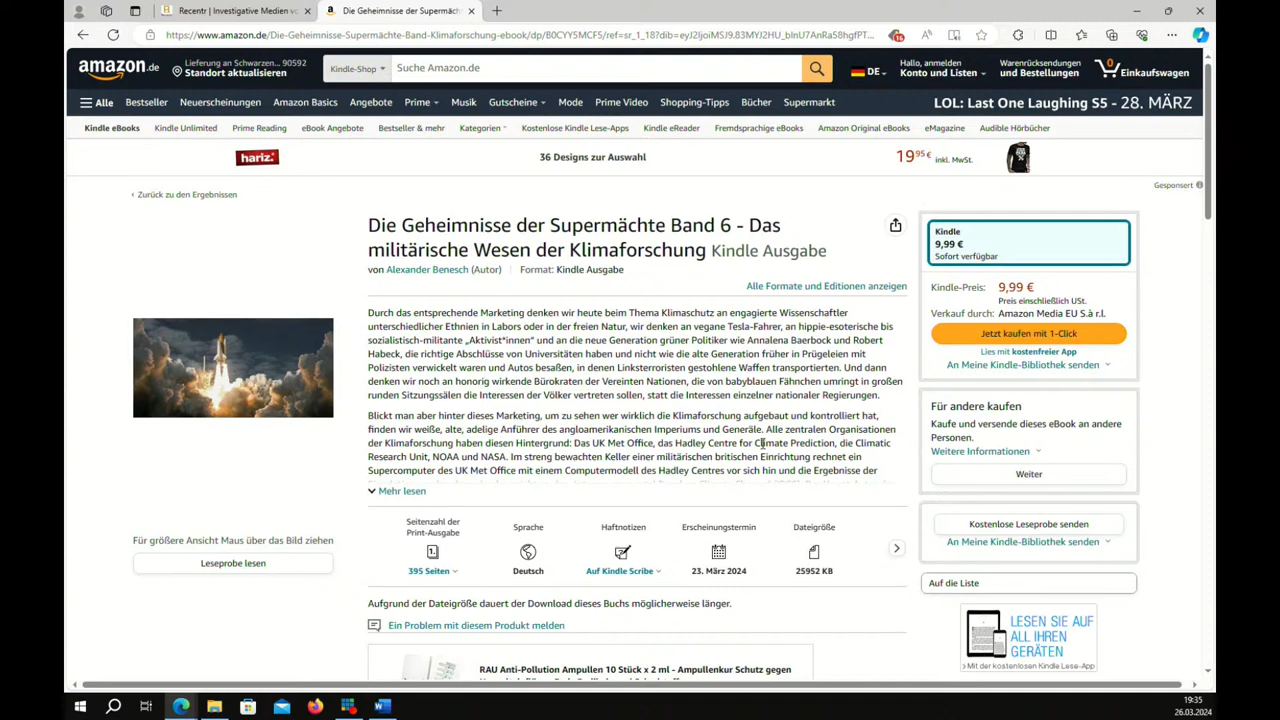 Recentr | Investigative Medien vo
Die Geheimnisse der Supermächt
https://www.amazon.de/Die-Geheimnisse-Supermächte-Band-Klimaforschung-ebook/dp/
16
amazon.de
Lieferung an Schwarzen... 90592
Standort aktualisieren
Kindle-Shop
Suche Amazon.de
DE
Hallo, anmelden
Konto und Listen
Warenrücksendungen
und Bestellungen
0
Einkaufswagen
Alle
Bestseller
Neuerscheinungen
Amazon Basics
Angebote
Prime
Musik
Gutscheine
Mode
Prime Video
Shopping-Tipps
Bücher
Supermarkt
LOL: Last One Laughing S5 - 28. MÄRZ
Kindle eBooks
Kindle Unlimited
Prime Reading
eBook Angebote
Bestseller & mehr
Kategorien
Kostenlose Kindle Lese-Apps
Kindle eReader
Fremdsprachige eBooks
Amazon Original eBooks
eMagazine
Audible Hörbücher
hariz.
36 Designs zur Auswahl
19 95 € inkl. MwSt.
Gesponsert
‹ Zurück zu den Ergebnissen
Die Geheimnisse der Supermächte Band 6 - Das
militärische Wesen der Klimaforschung Kindle Ausgabe
von Alexander Benesch (Autor)
Format: Kindle Ausgabe
Alle Formate und Editionen anzeigen
Durch das entsprechende Marketing denken wir heute beim Thema Klimaschutz an engagierte Wissenschaftler
unterschiedlicher Ethnien in Labors oder in der freien Natur, wir denken an vegane Tesla-Fahrer, an hippie-esoterische bis
sozialistisch-militante „Aktivist*innen" und an die neue Generation grüner Politiker wie Annalena Baerbock und Robert
Habeck, die richtige Abschlüsse von Universitäten haben und nicht wie die alte Generation früher in Prügeleien mit
Polizisten verwickelt waren und Autos besaßen, in denen Linksterroristen gestohlene Waffen transportierten. Und dann
denken wir noch an honorig wirkende Bürokraten der Vereinten Nationen, die von babyblauen Fähnchen umringt in großen
runden Sitzungssälen die Interessen der Völker vertreten sollen, statt die Interessen einzelner nationaler Regierungen.
Blickt man aber hinter dieses Marketing, um zu sehen wer wirklich die Klimaforschung aufgebaut und kontrolliert hat,
finden wir weiße, alte, adelige Anführer des angloamerikanischen Imperiums und Generäle. Alle zentralen Organisationen
der Klimaforschung haben diesen Hintergrund: Das UK Met Office, das Hadley Centre for Climate Prediction, die Climatic
Research Unit, NOAA und NASA. Im streng bewachten Keller einer militärischen britischen Einrichtung rechnet ein
Supercomputer des UK Met Office mit einem Computermodell des Hadley Centres vor sich hin und die Ergebnisse der
Mehr lesen
Seitenzahl der
Print-Ausgabe
1.
395 Seiten
Sprache
Deutsch
Haftnotizen
Auf Kindle Scribe
Erscheinungstermin
23. März 2024
Dateigröße
25952 KB
Aufgrund der Dateigröße dauert der Download dieses Buchs möglicherweise länger.
Ein Problem mit diesem Produkt melden
RAU Anti-Pollution Ampullen 10 Stück x 2 ml - Ampullenkur Schutz gegen
Für größere Ansicht Maus über das Bild ziehen
Leseprobe lesen
Kindle
9,99 €
Sofort verfügbar
Kindle-Preis: 9,99 €
Preis einschließlich USt.
Verkauf durch: Amazon Media EU S.à r.l.
Jetzt kaufen mit 1-Click
Lies mit kostenfreier App
An Meine Kindle-Bibliothek senden
Für andere kaufen
Kaufe und versende dieses eBook an andere
Personen.
Weitere Informationen
Weiter
Kostenlose Leseprobe senden
An Meine Kindle-Bibliothek senden
Auf die Liste
LESEN SIE AUF
ALL IHREN
GERÄTEN
› Mit der kostenlosen Kindle Lese-App
19:35
26.03.2024